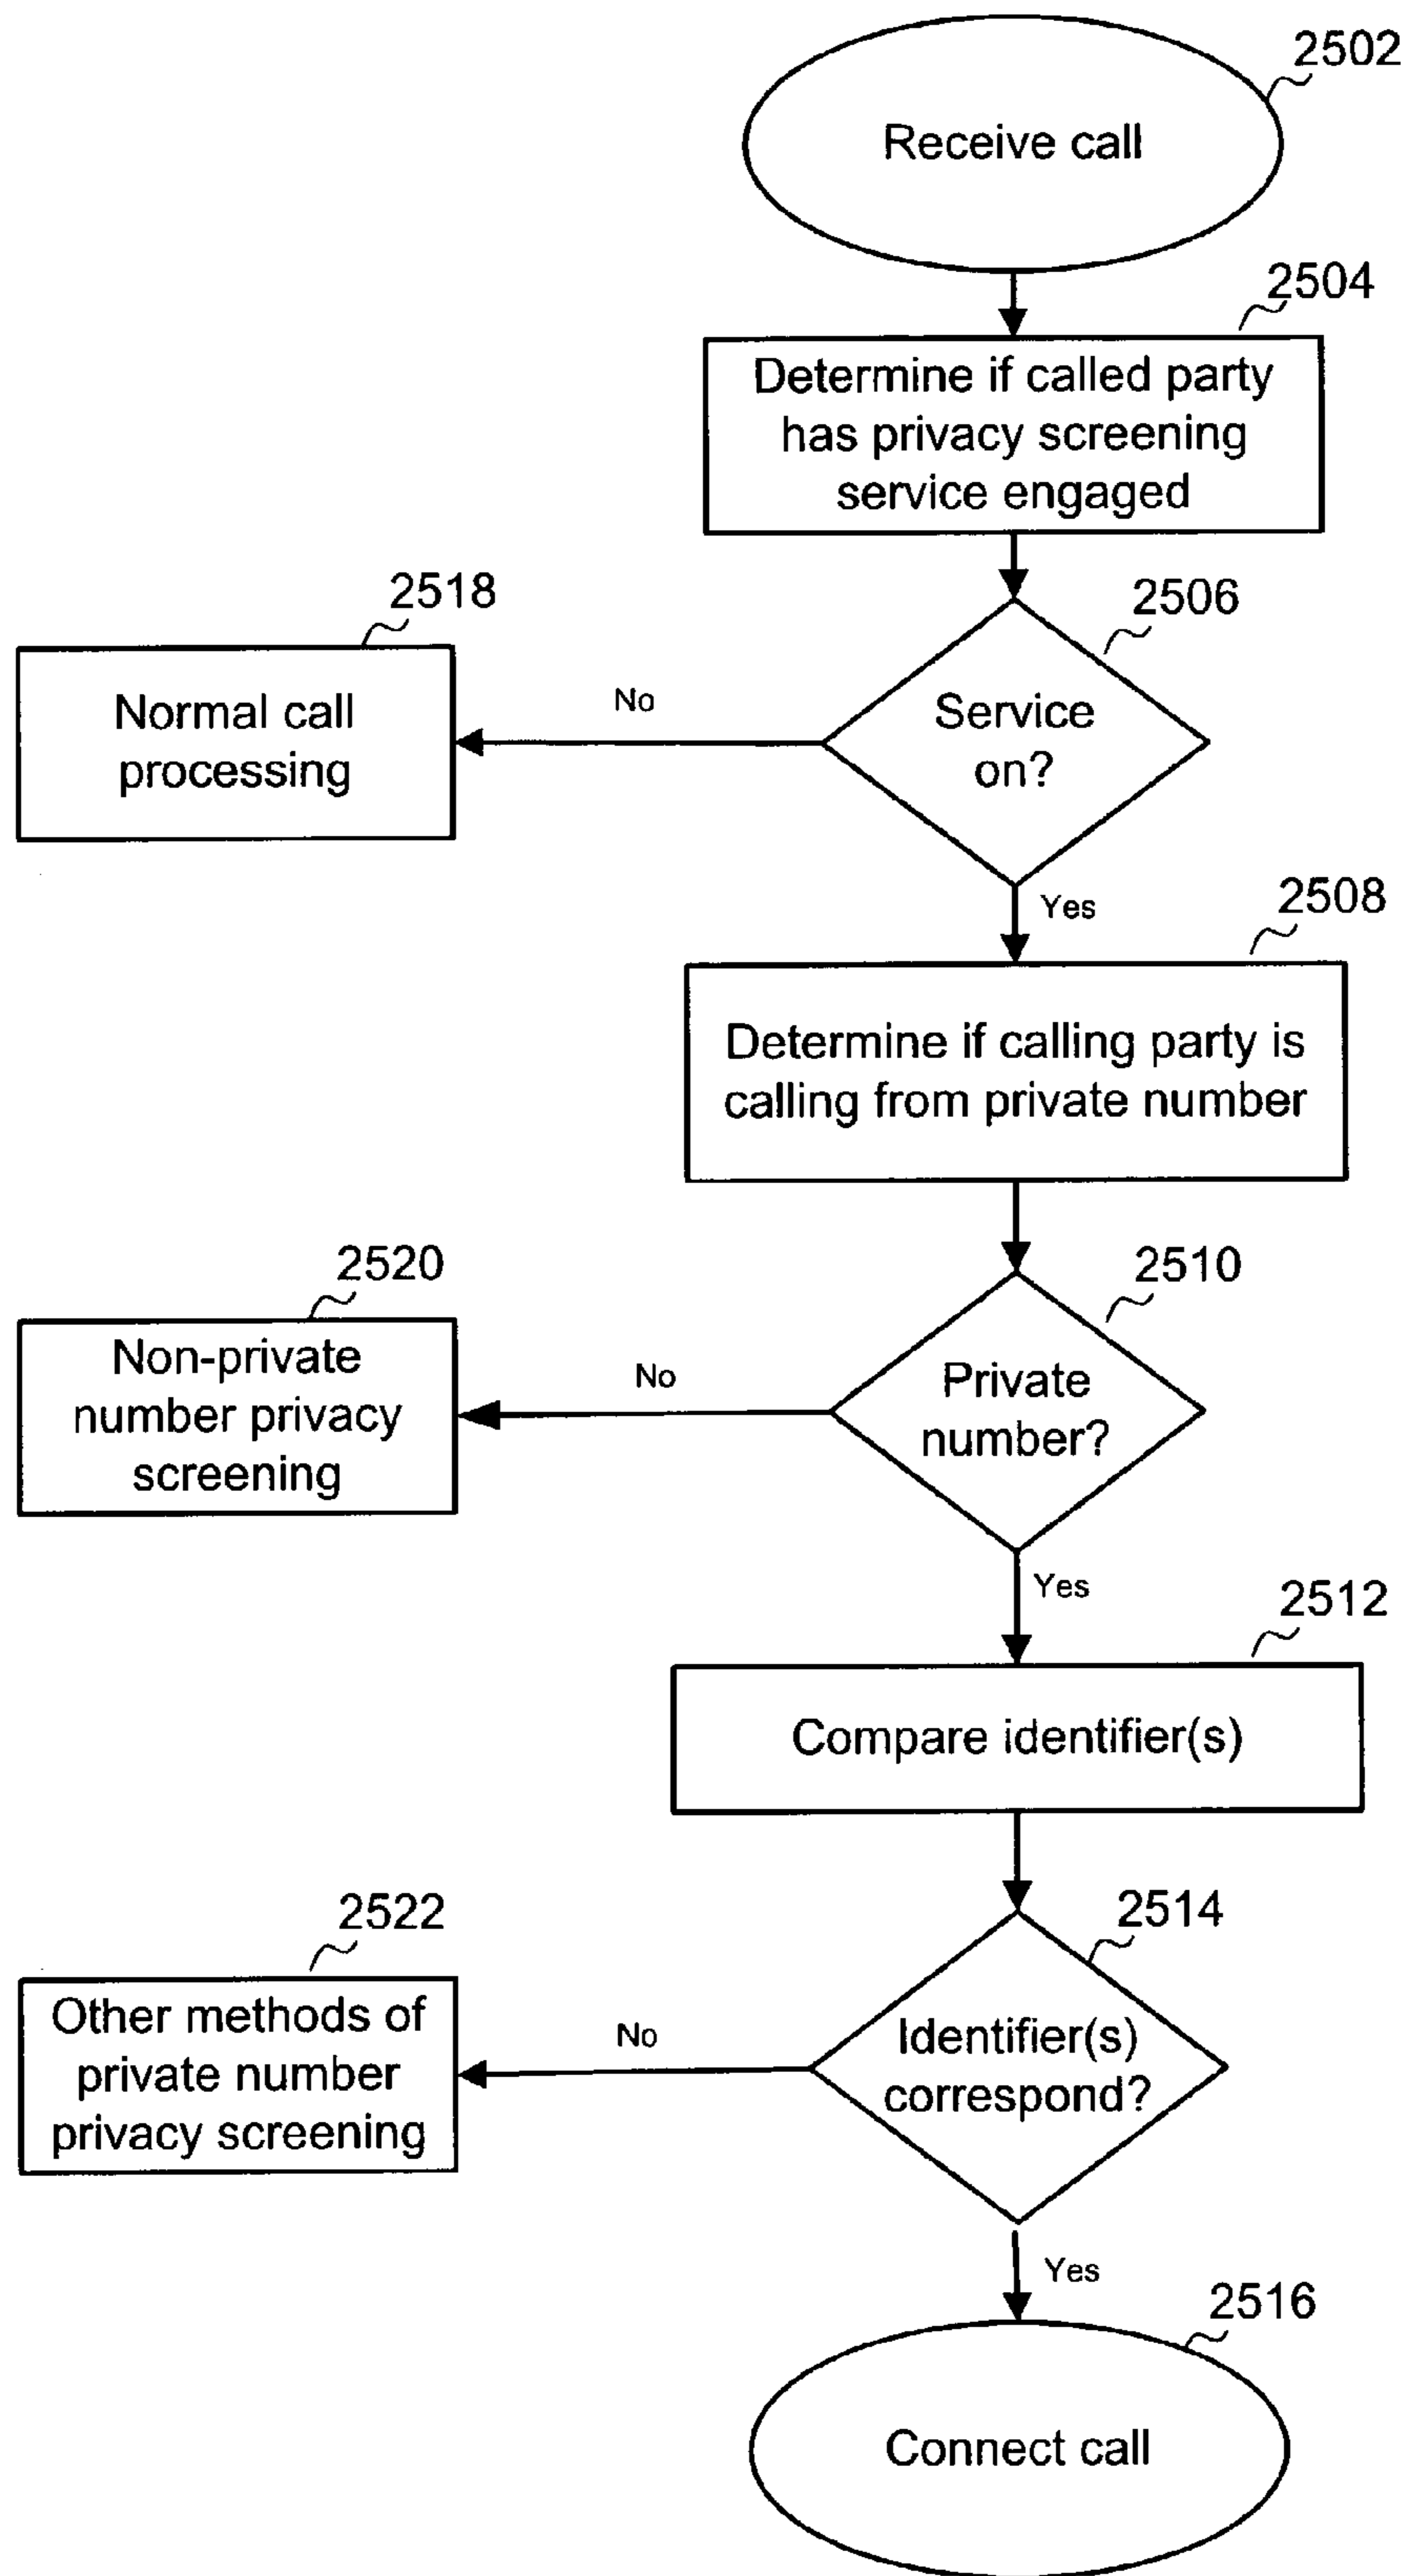 2502
Receive call
2504
Determine if called party
has privacy screening
service engaged
2518
2506
Normal call
processing
No
Service
on?
Yes
2508
Determine if calling party is
calling from private number
2520
2510
Non-private
number privacy
screening
No
Private
number?
Yes
2512
Compare identifier(s)
2522
2514
Other methods of
private number
privacy screening
No
Identifier(s)
correspond?
Yes
2516
Connect call